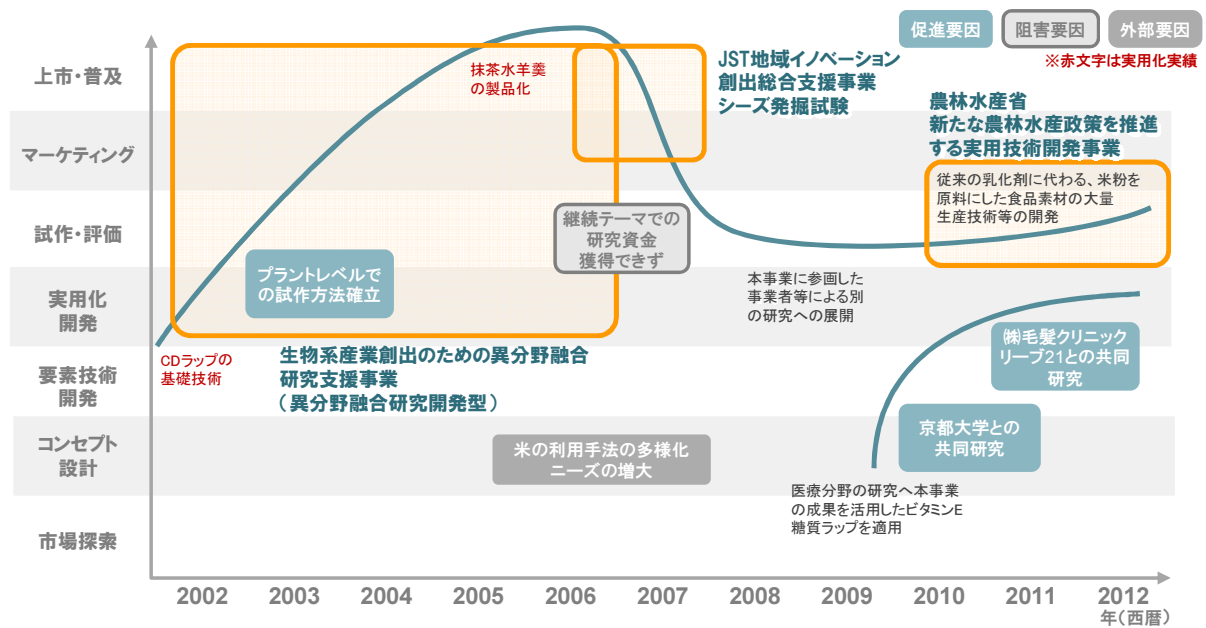 促進要因
阻害要因
外部要因
※赤文字は実用化実績
上市・普及
マーケティング
試作・評価
実用化
開発
要素技術
開発
コンセプト
設計
市場探索
抹茶水羊羹
の製品化
JST地域イノベーション
創出総合支援事業
シーズ発掘試験
農林水産省
新たな農林水産政策を推進
する実用技術開発事業
従来の乳化剤に代わる、米粉を
原料にした食品素材の大量
生産技術等の開発
継続テーマでの
研究資金
獲得できず
プラントレベルで
の試作方法確立
本事業に参画した
事業者等による別
の研究への展開
CDラップの
基礎技術
生物系産業創出のための異分野融合
研究支援事業
（異分野融合研究開発型）
㈱毛髪クリニック
リーブ21との共同
研究
京都大学との
共同研究
米の利用手法の多様化
ニーズの増大
医療分野の研究へ本事業
の成果を活用したビタミンE
糖質ラップを適用
2002 2003 2004 2005 2006 2007 2008 2009 2010 2011 2012
年（西暦）